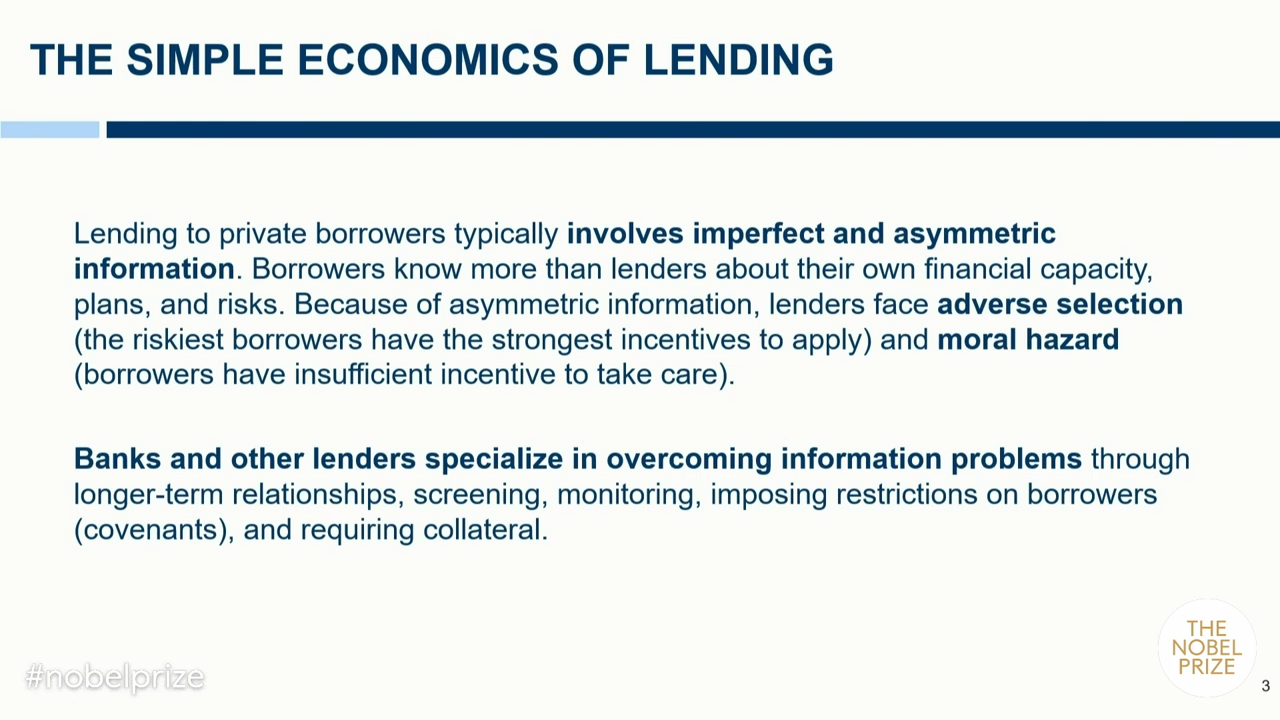 THE SIMPLE ECONOMICS OF LENDING
Lending to private borrowers typically involves imperfect and asymmetric
information. Borrowers know more than lenders about their own financial capacity,
plans, and risks. Because of asymmetric information, lenders face adverse selection
(the riskiest borrowers have the strongest incentives to apply) and moral hazard
(borrowers have insufficient incentive to take care).
Banks and other lenders specialize in overcoming information problems through
longer-term relationships, screening, monitoring, imposing restrictions on borrowers
(covenants), and requiring collateral.
#nobelprize
THE
NOBEL
PRIZE
3